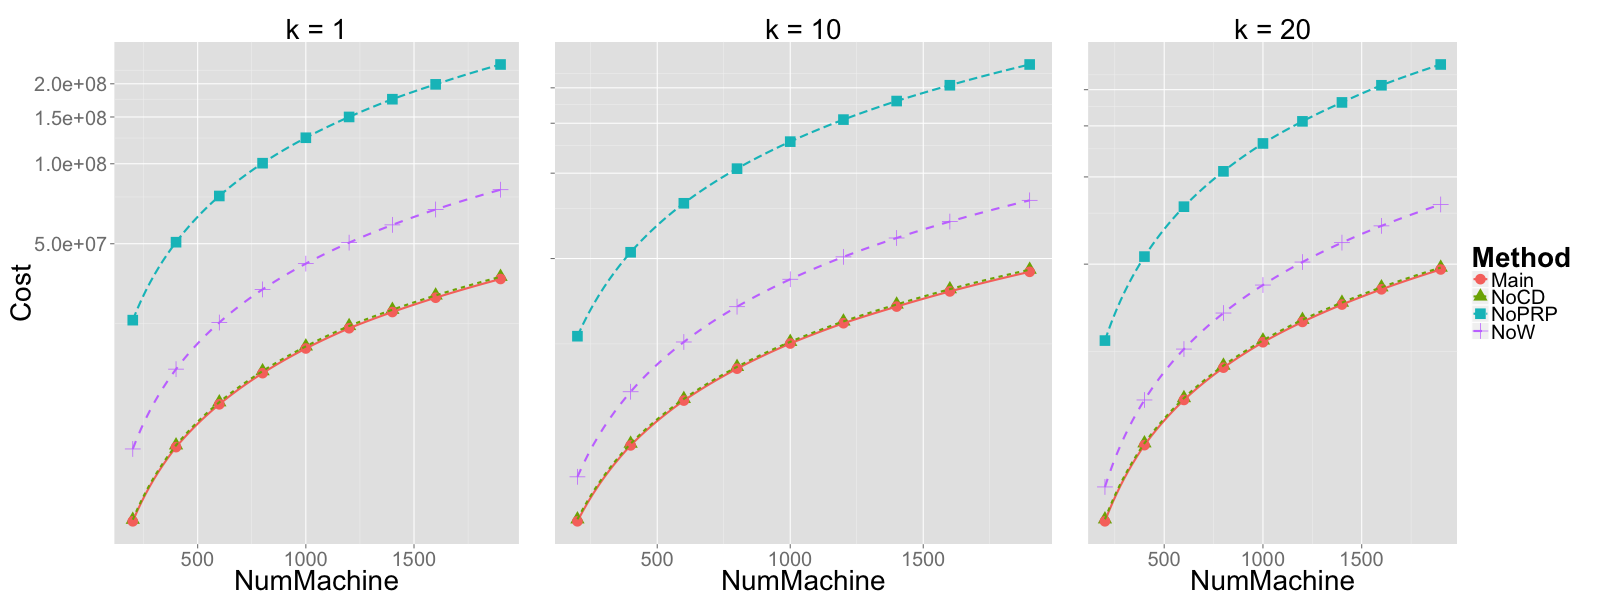 k = 1
k = 10
k = 20
Cost
2.0e+08
1.5e+08
1.0e+08
5.0e+07
500 1000 1500
500 1000 1500
500 1000 1500
NumMachine
NumMachine
NumMachine
Method
Main
NoCD
NoPRP
NoW